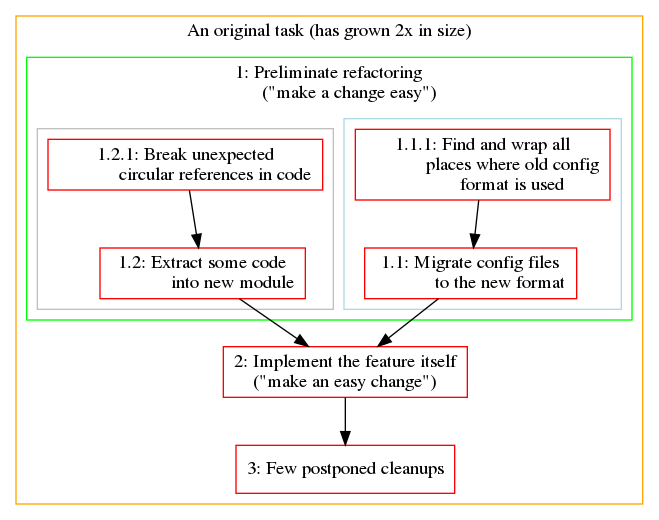 An original task (has grown 2x in size)
1: Preliminate refactoring
("make a change easy")
1.2.1: Break unexpected
circular references in code
1.1.1: Find and wrap all
places where old config
format is used
1.2: Extract some code
into new module
1.1: Migrate config files
to the new format
2: Implement the feature itself
("make an easy change")
3: Few postponed cleanups